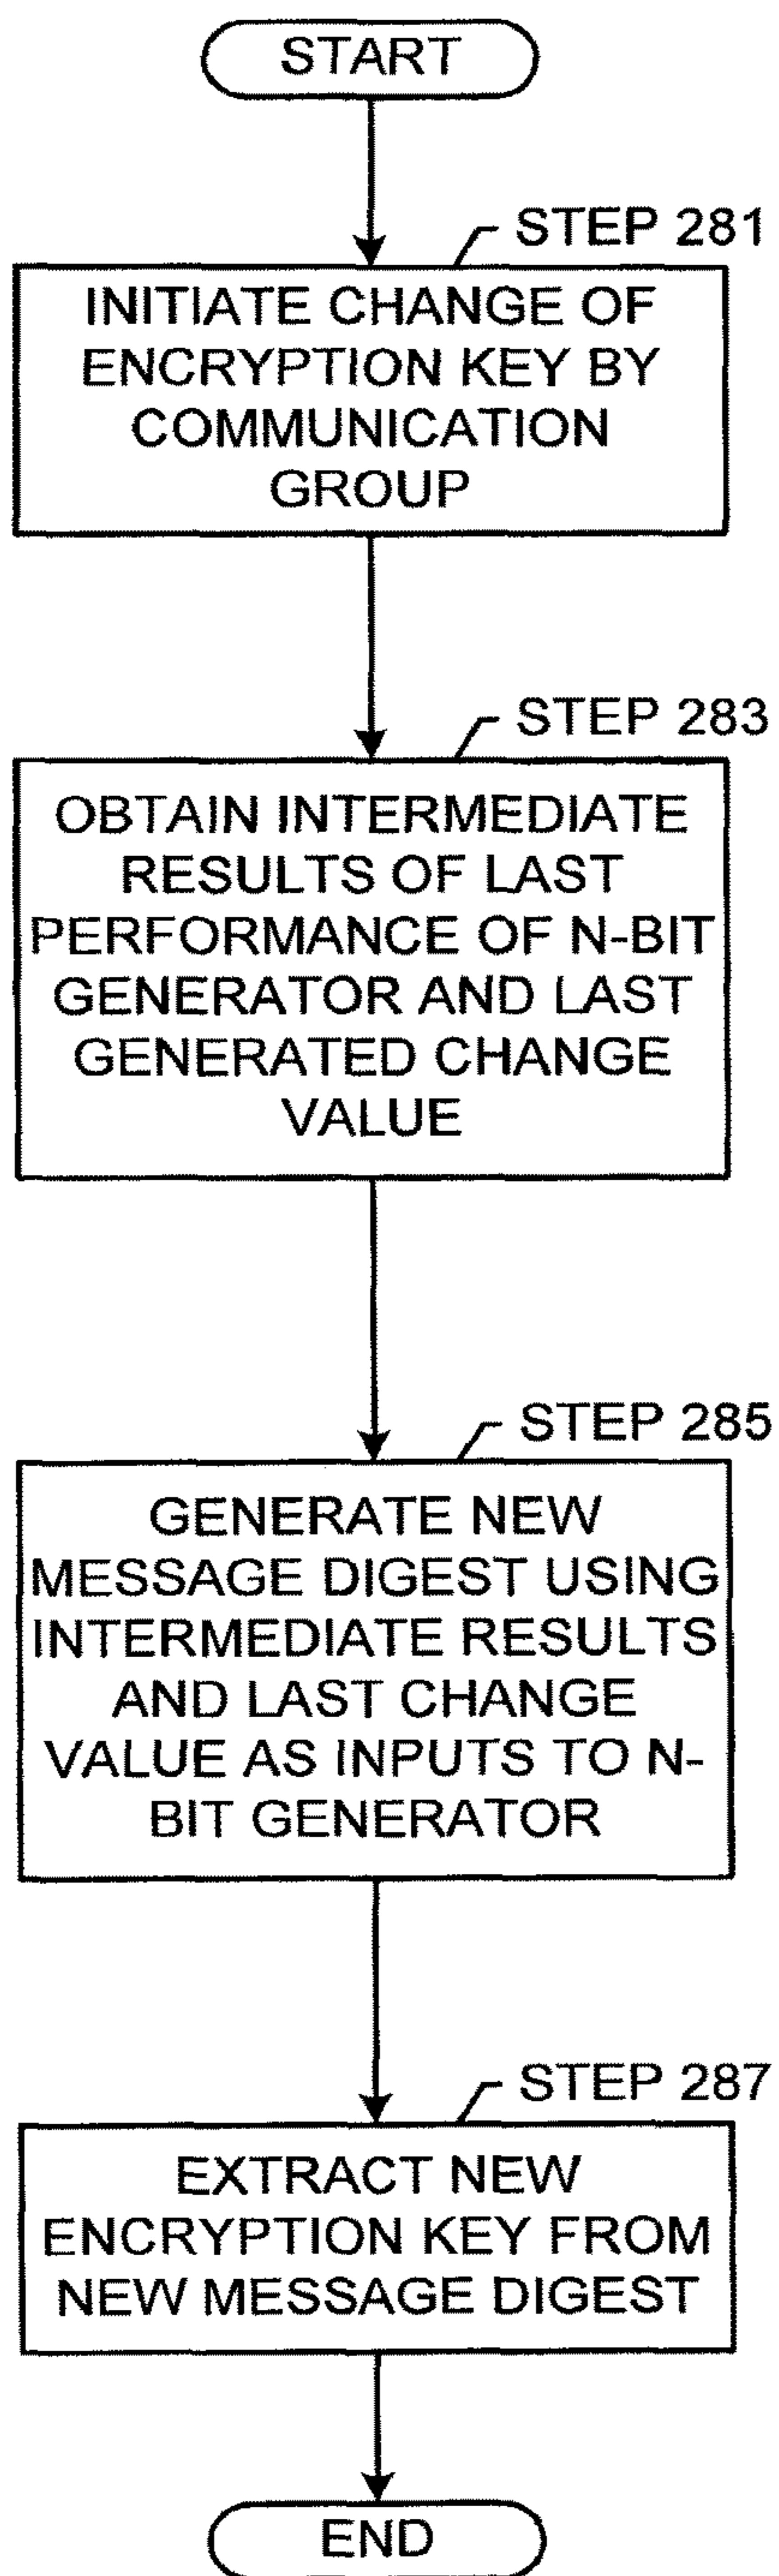 START
STEP 281
INITIATE CHANGE OF
ENCRYPTION KEY BY
COMMUNICATION
GROUP
STEP 283
OBTAIN INTERMEDIATE
RESULTS OF LAST
PERFORMANCE OF N-BIT
GENERATOR AND LAST
GENERATED CHANGE
VALUE
STEP 285
GENERATE NEW
MESSAGE DIGEST USING
INTERMEDIATE RESULTS
AND LAST CHANGE
VALUE AS INPUTS TO N-
BIT GENERATOR
STEP 287
EXTRACT NEW
ENCRYPTION KEY FROM
NEW MESSAGE DIGEST
END